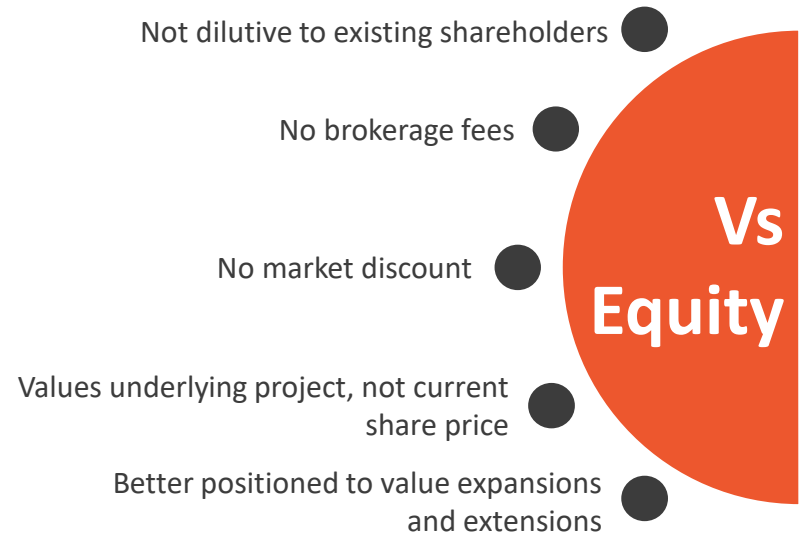 Not dilutive to existing shareholders
No brokerage fees
No market discount
Values underlying project, not current
share price
Better positioned to value expansions
and extensions
Vs
Equity